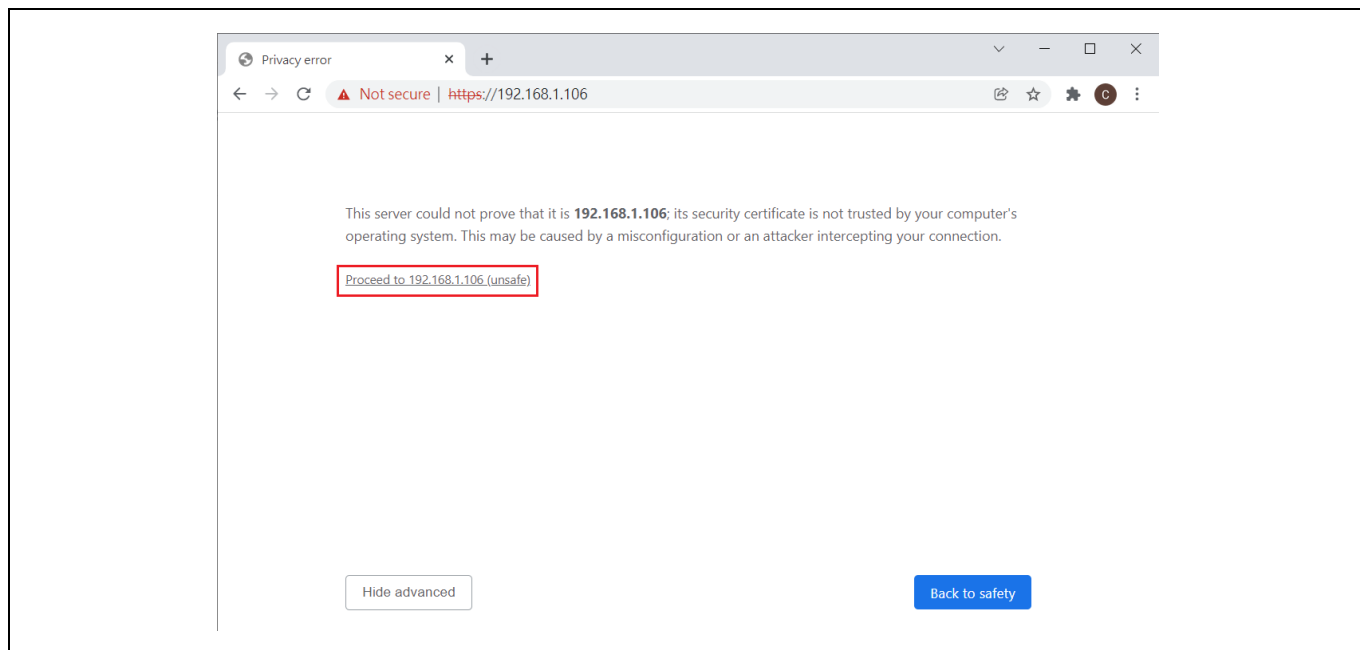 Privacy error
Not secure | https://192.168.1.106
C
This server could not prove that it is 192.168.1.106; its security certificate is not trusted by your computer's
operating system. This may be caused by a misconfiguration or an attacker intercepting your connection.
Proceed to 192.168.1.106 (unsafe)
Hide advanced
Back to safety